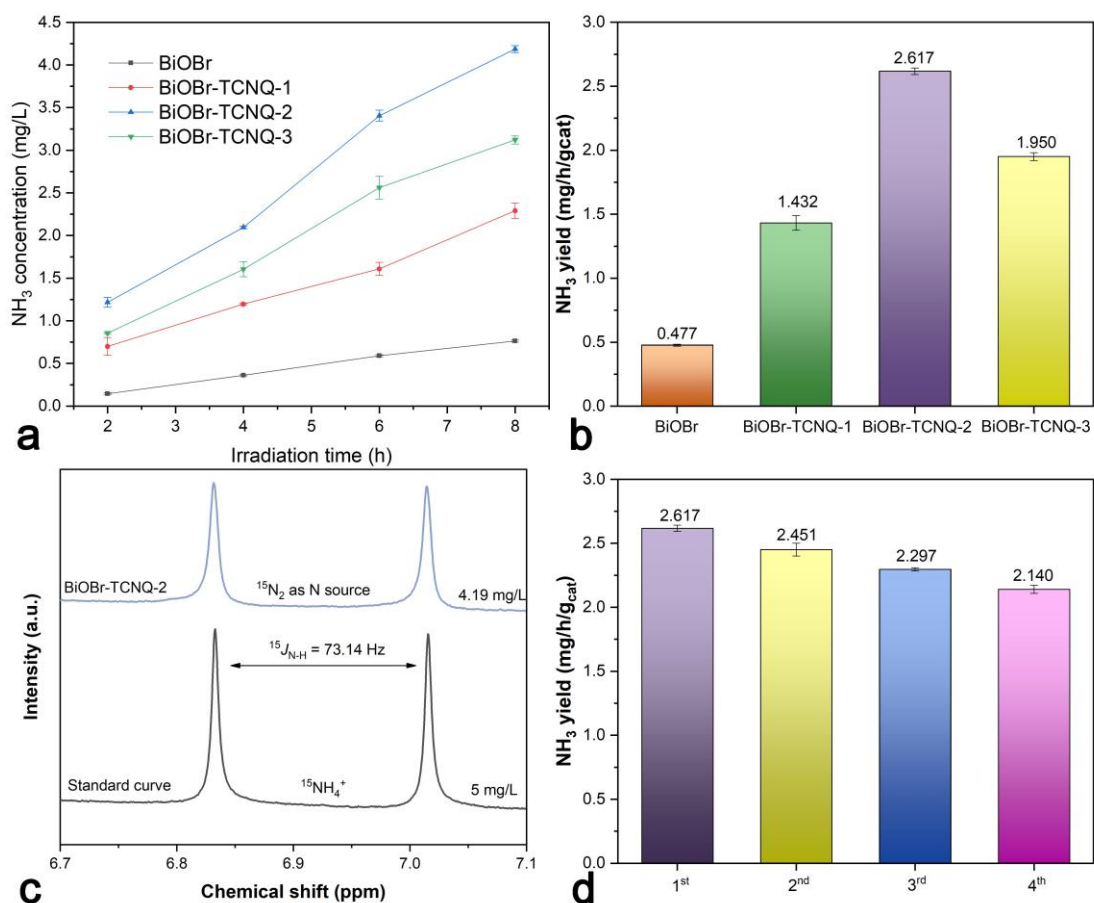 4.5
4.0
3.5
3.0
2.5
2.0
1.5
1.0
0.5
0.0
NH₃ concentration (mg/L)
BiOBr
BiOBr-TCNQ-1
BiOBr-TCNQ-2
BiOBr-TCNQ-3
2 3 4 5 6 7 8
Irradiation time (h)
a
3.0
2.5
2.0
1.5
1.0
0.5
0.0
NH₃ yield (mg/h/gcat)
0.477
1.432
2.617
1.950
BiOBr BiOBr-TCNQ-1 BiOBr-TCNQ-2 BiOBr-TCNQ-3
b
Intensity (a.u.)
BiOBr-TCNQ-2
¹⁵N₂ as N source
4.19 mg/L
¹⁵J_N-H = 73.14 Hz
Standard curve
¹⁵NH₄⁺
5 mg/L
6.7 6.8 6.9 7.0 7.1
Chemical shift (ppm)
c
3.0
2.5
2.0
1.5
1.0
0.5
0.0
NH₃ yield (mg/h/g_cat)
2.617
2.451
2.297
2.140
1st 2nd 3rd 4th
d